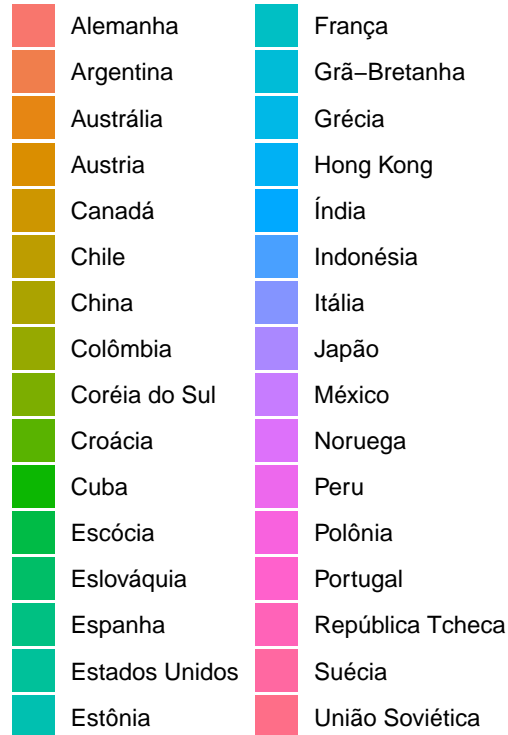 Alemanha
Argentina
Austrália
Austria
Canadá
Chile
China
Colômbia
Coréia do Sul
Croácia
Cuba
Escócia
Eslováquia
Espanha
Estados Unidos
Estônia
França
Grã−Bretanha
Grécia
Hong Kong
Índia
Indonésia
Itália
Japão
México
Noruega
Peru
Polônia
Portugal
República Tcheca
Suécia
União Soviética